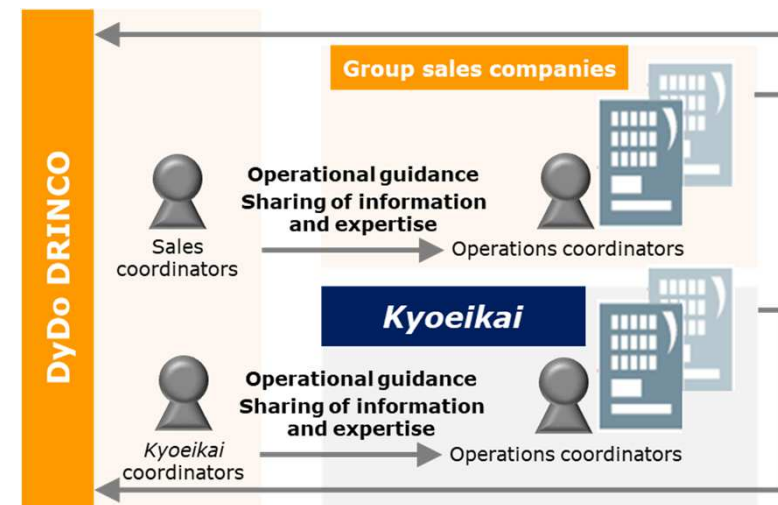 DyDo DRINCO
Group sales companies
Operational guidance
Sharing of information
and expertise
Sales
coordinators
Operations coordinators
Kyoeikai
Operational guidance
Sharing of information
and expertise
Kyoeikai
coordinators
Operations coordinators